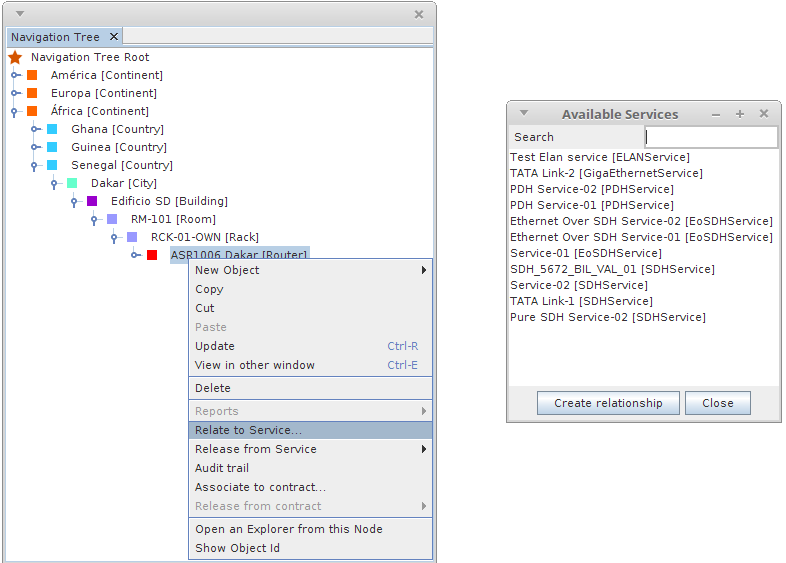 Navigation Tree
Navigation Tree Root
América [Continent]
Europa [Continent]
África [Continent]
Ghana [Country]
Guinea [Country]
Senegal [Country]
Dakar [City]
Edificio SD [Building]
RM-101 [Room]
RCK-01-OWN [Rack]
ASR1006 Dakar [Router]
New Object
Copy
Cut
Paste
Update Ctrl-R
View in other window Ctrl-E
Delete
Reports
Relate to Service...
Release from Service
Audit trail
Associate to contract...
Release from contract
Open an Explorer from this Node
Show Object Id
Available Services
Search
Test Elan service [ELANService]
TATA Link-2 [GigaEthernetService]
PDH Service-02 [PDHService]
PDH Service-01 [PDHService]
Ethernet Over SDH Service-02 [EoSDHService]
Ethernet Over SDH Service-01 [EoSDHService]
Service-01 [EoSDHService]
SDH_5672_BIL_VAL_01 [SDHService]
Service-02 [SDHService]
TATA Link-1 [SDHService]
Pure SDH Service-02 [SDHService]
Create relationship Close